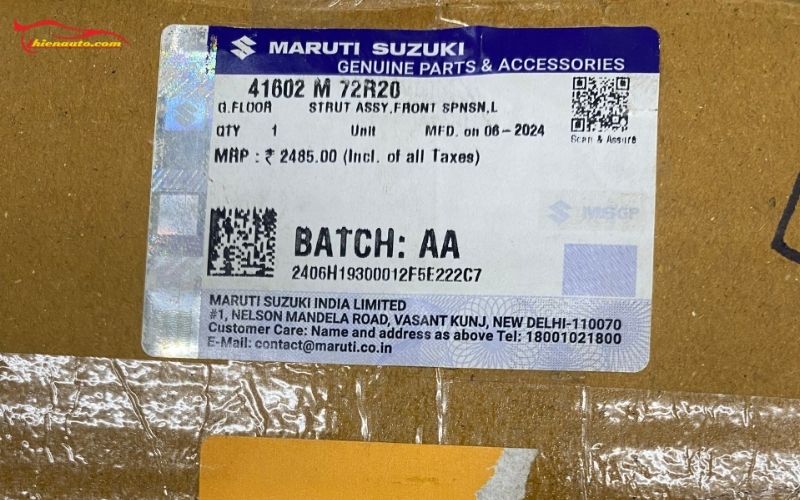 hienauto.com
MARUTI SUZUKI
GENUINE PARTS & ACCESSORIES
41602 M 72R20
G.FLOOR STRUT ASSY,FRONT SPNSN,L
QTY 1 Unit MFD. on 06-2024
Scan & Assure
MRP : ₹ 2485.00 (Incl. of all Taxes)
MSGP
BATCH: AA
2406H19300012F5E222C7
MARUTI SUZUKI INDIA LIMITED
#1, NELSON MANDELA ROAD, VASANT KUNJ, NEW DELHI-110070
Customer Care: Name and address as above Tel: 18001021800
E-Mail: contact@maruti.co.in